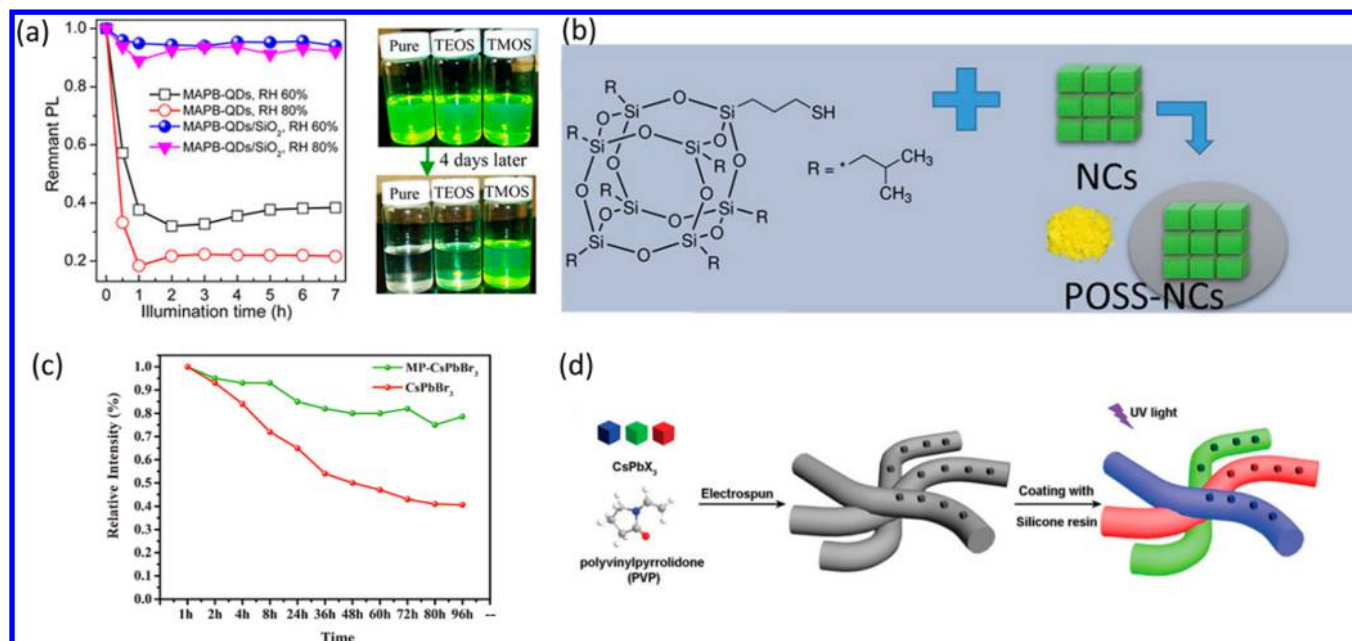 (a)
Remnant PL
1.0
0.8
0.6
0.4
0.2
MAPB-QDs, RH 60%
MAPB-QDs, RH 80%
MAPB-QDs/SiO₂, RH 60%
MAPB-QDs/SiO₂, RH 80%
0 1 2 3 4 5 6 7
Illumination time (h)
Pure TEOS TMOS
4 days later
Pure TEOS TMOS
(b)
R
Si
O
Si
SH
R
O
Si
O
O
Si
O
R
R
O
O
O
O
R
Si
O
Si
R
O
O
Si
O
Si
R
R
R = *
CH₃
CH₃
NCs
POSS-NCs
(c)
Relative Intensity (%)
1.0
0.9
0.8
0.7
0.6
0.5
0.4
0.3
0.2
0.1
0.0
MP-CsPbBr₃
CsPbBr₃
1h 2h 4h 8h 24h 36h 48h 60h 72h 80h 96h --
Time
(d)
CsPbX₃
polyvinylpyrrolidone
(PVP)
Electrospun
Coating with
Silicone resin
UV light